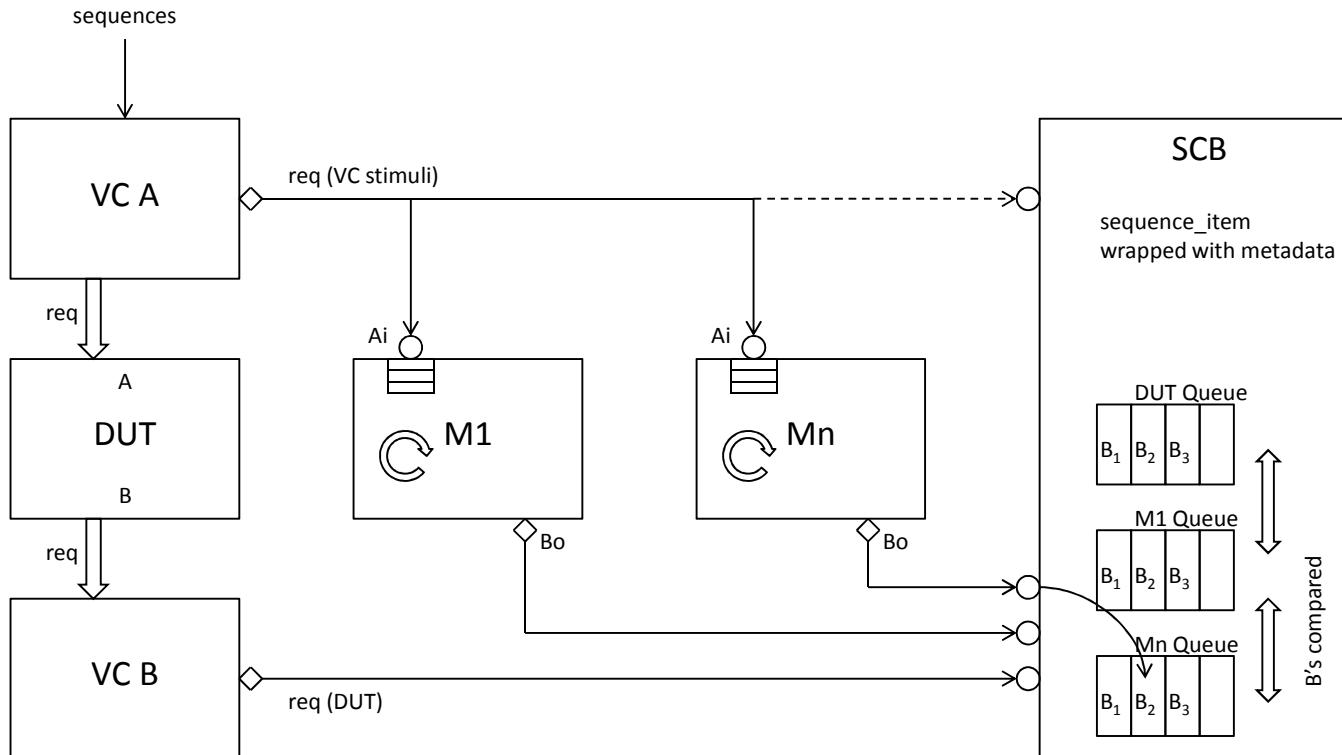 sequences
VC A
req (VC stimuli)
SCB
sequence_item
wrapped with metadada
req
Ai
Ai
A
DUT
B
M1
Mn
DUT Queue
B1 B2 B3
req
Bo
Bo
M1 Queue
B1 B2 B3
B's compared
VC B
req (DUT)
Mn Queue
B1 B2 B3